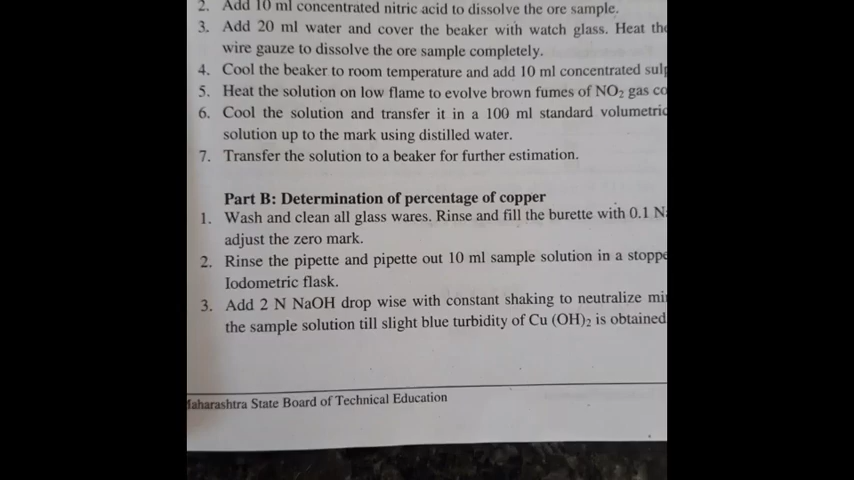 2. Add 10 ml concentrated nitric acid to dissolve the ore sample.
3. Add 20 ml water and cover the beaker with watch glass. Heat the
wire gauze to dissolve the ore sample completely.
4. Cool the beaker to room temperature and add 10 ml concentrated
5. Heat the solution on low flame to evolve brown fumes of NO₂ gas
6. Cool the solution and transfer it in a 100 ml standard volumetric
solution up to the mark using distilled water.
7. Transfer the solution to a beaker for further estimation.
Part B: Determination of percentage of copper
1. Wash and clean all glass wares. Rinse and fill the burette with 0.1
adjust the zero mark.
2. Rinse the pipette and pipette out 10 ml sample solution in a
Iodometric flask.
3. Add 2 N NaOH drop wise with constant shaking to neutralize
the sample solution till slight blue turbidity of Cu (OH)₂ is obtained
Maharashtra State Board of Technical Education